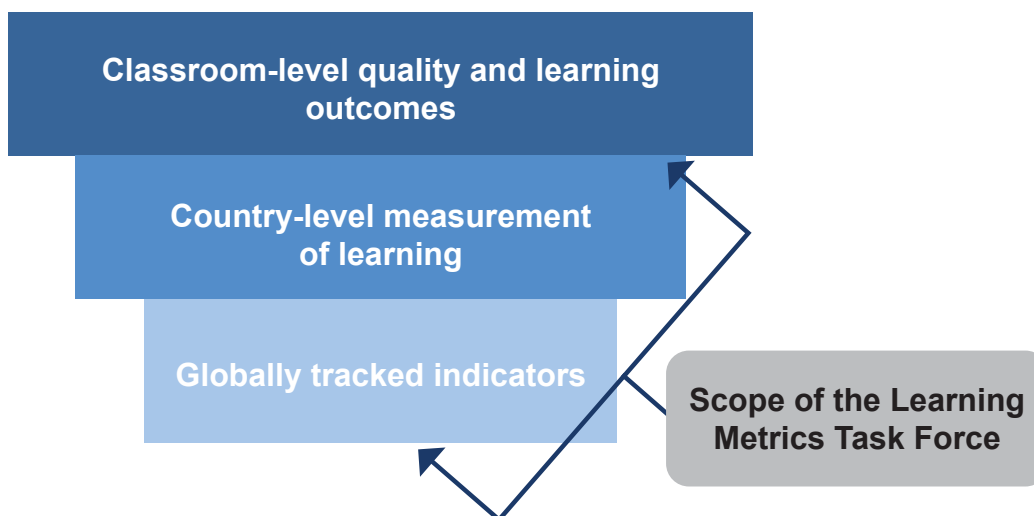 Classroom-level quality and learning
outcomes
Country-level measurement
of learning
Globally tracked indicators
Scope of the Learning
Metrics Task Force